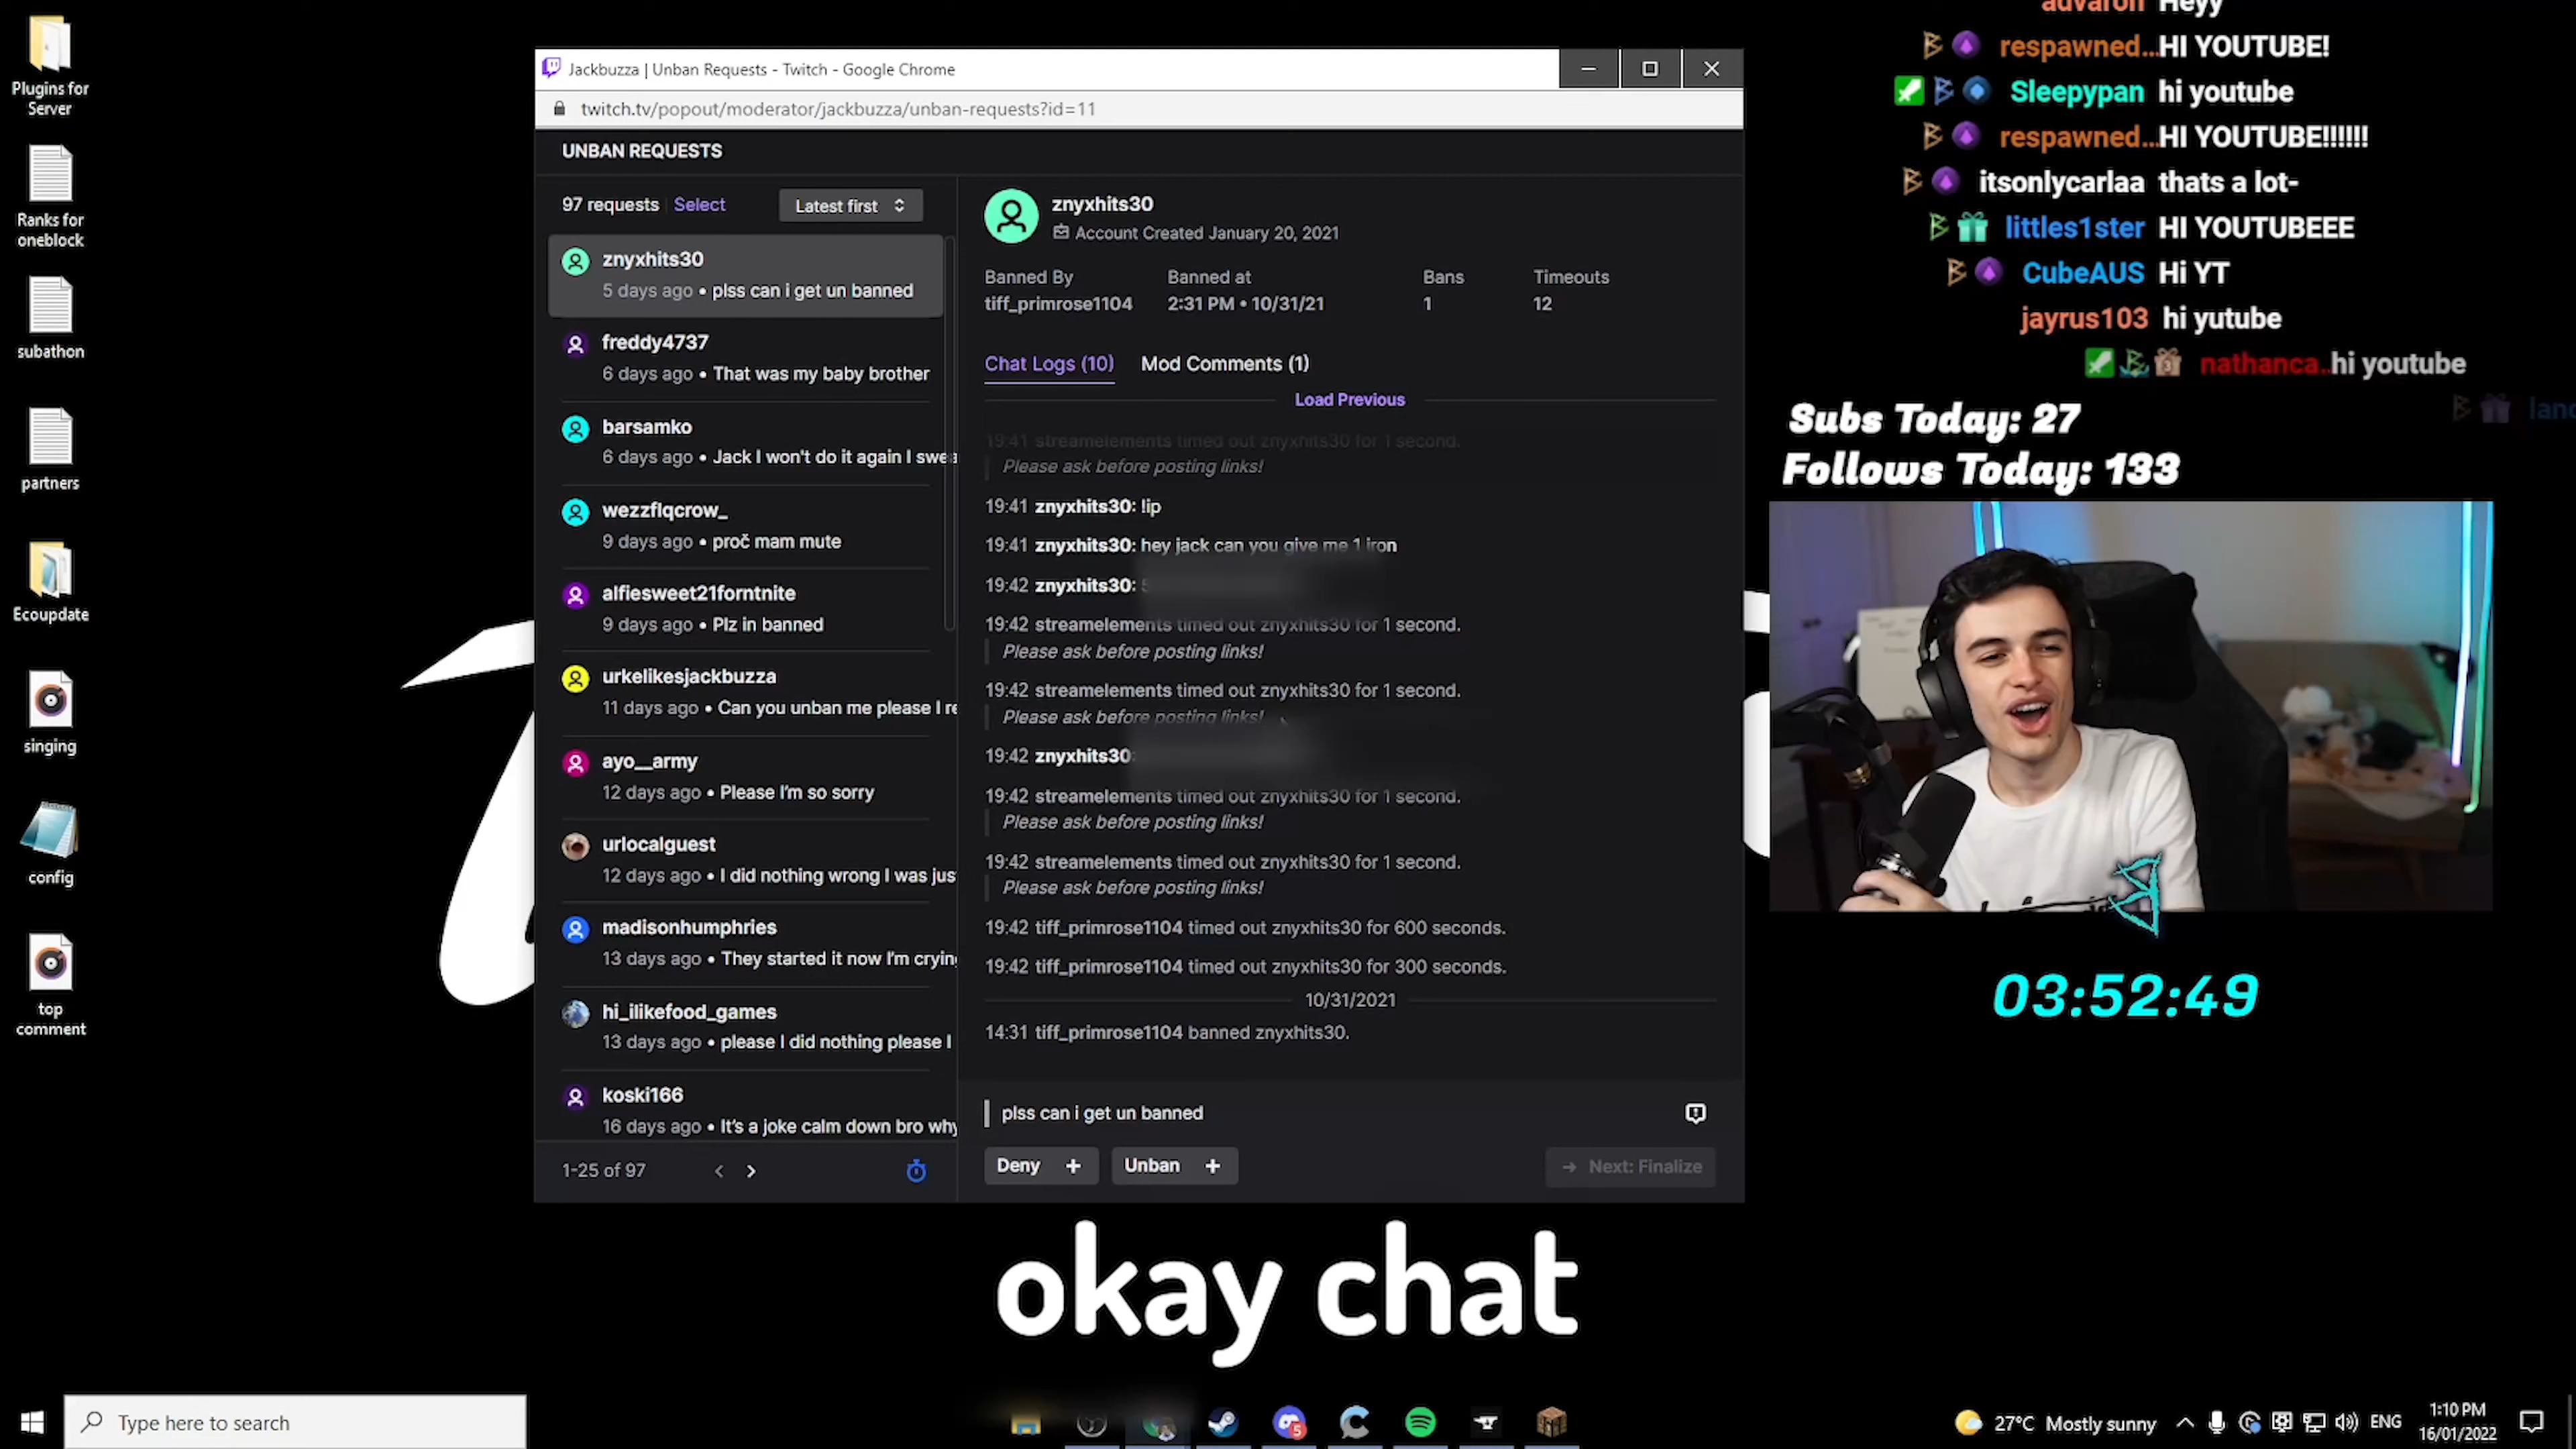 Plugins for
Server
Ranks for
oneblock
subathon
partners
Ecoupdate
singing
config
top
comment
Jackbuzza | Unban Requests - Twitch - Google Chrome
twitch.tv/popout/moderator/jackbuzza/unban-requests?id=11
UNBAN REQUESTS
97 requests Select Latest first
znyxhits30
5 days ago • plss can i get un banned
freddy4737
6 days ago • That was my baby brother
barsamko
6 days ago • Jack I won't do it again I swea
wezzflqcrow_
9 days ago • proč mam mute
alfiesweet21forntnite
9 days ago • Plz in banned
urkelikesjackbuzza
11 days ago • Can you unban me please I re
ayo__army
12 days ago • Please I'm so sorry
urlocalguest
12 days ago • I did nothing wrong I was jus
madisonhumphries
13 days ago • They started it now I'm crying
hi_ilikefood_games
13 days ago • please I did nothing please I
koski166
16 days ago • It's a joke calm down bro why
1-25 of 97
znyxhits30
Account Created January 20, 2021
Banned By Banned at Bans Timeouts
tiff_primrose1104 2:31 PM • 10/31/21 1 12
Chat Logs (10) Mod Comments (1)
Load Previous
19:41 streamelements timed out znyxhits30 for 1 second.
Please ask before posting links!
19:41 znyxhits30: !ip
19:41 znyxhits30: hey jack can you give me 1 iron
19:42 znyxhits30:
19:42 streamelements timed out znyxhits30 for 1 second.
Please ask before posting links!
19:42 streamelements timed out znyxhits30 for 1 second.
Please ask before posting links!
19:42 znyxhits30:
19:42 streamelements timed out znyxhits30 for 1 second.
Please ask before posting links!
19:42 streamelements timed out znyxhits30 for 1 second.
Please ask before posting links!
19:42 tiff_primrose1104 timed out znyxhits30 for 600 seconds.
19:42 tiff_primrose1104 timed out znyxhits30 for 300 seconds.
10/31/2021
14:31 tiff_primrose1104 banned znyxhits30.
plss can i get un banned
Deny + Unban + → Next: Finalize
advaron Heyy
respawned... HI YOUTUBE!
Sleepypan hi youtube
respawned... HI YOUTUBE!!!!!!
itsonlycarlaa thats a lot-
littles1ster HI YOUTUBEEE
CubeAUS Hi YT
jayrus103 hi yutube
nathanca.. hi youtube
Subs Today: 27
Follows Today: 133
03:52:49
okay chat
Type here to search
5
27°C Mostly sunny
ENG
1:10 PM
16/01/2022